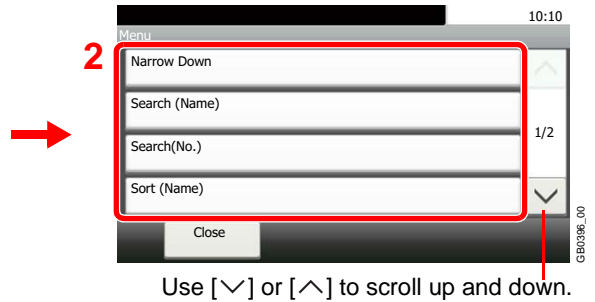 10:10
Menu
2
Narrow Down
Search (Name)
Search(No.)
1/2
Sort (Name)
Close
GB0396_00
Use [∨] or [∧] to scroll up and down.